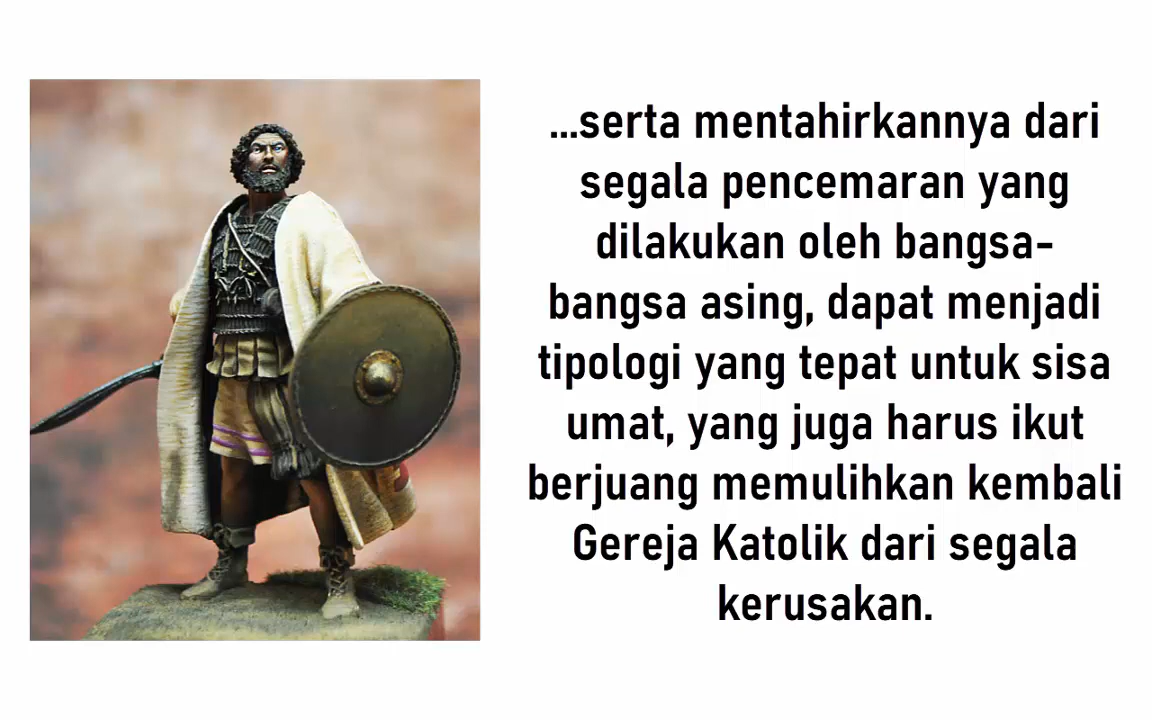 ...serta mentahirkannya dari
segala pencemaran yang
dilakukan oleh bangsa-
bangsa asing, dapat menjadi
tipologi yang tepat untuk sisa
umat, yang juga harus ikut
berjuang memulihkan kembali
Gereja Katolik dari segala
kerusakan.